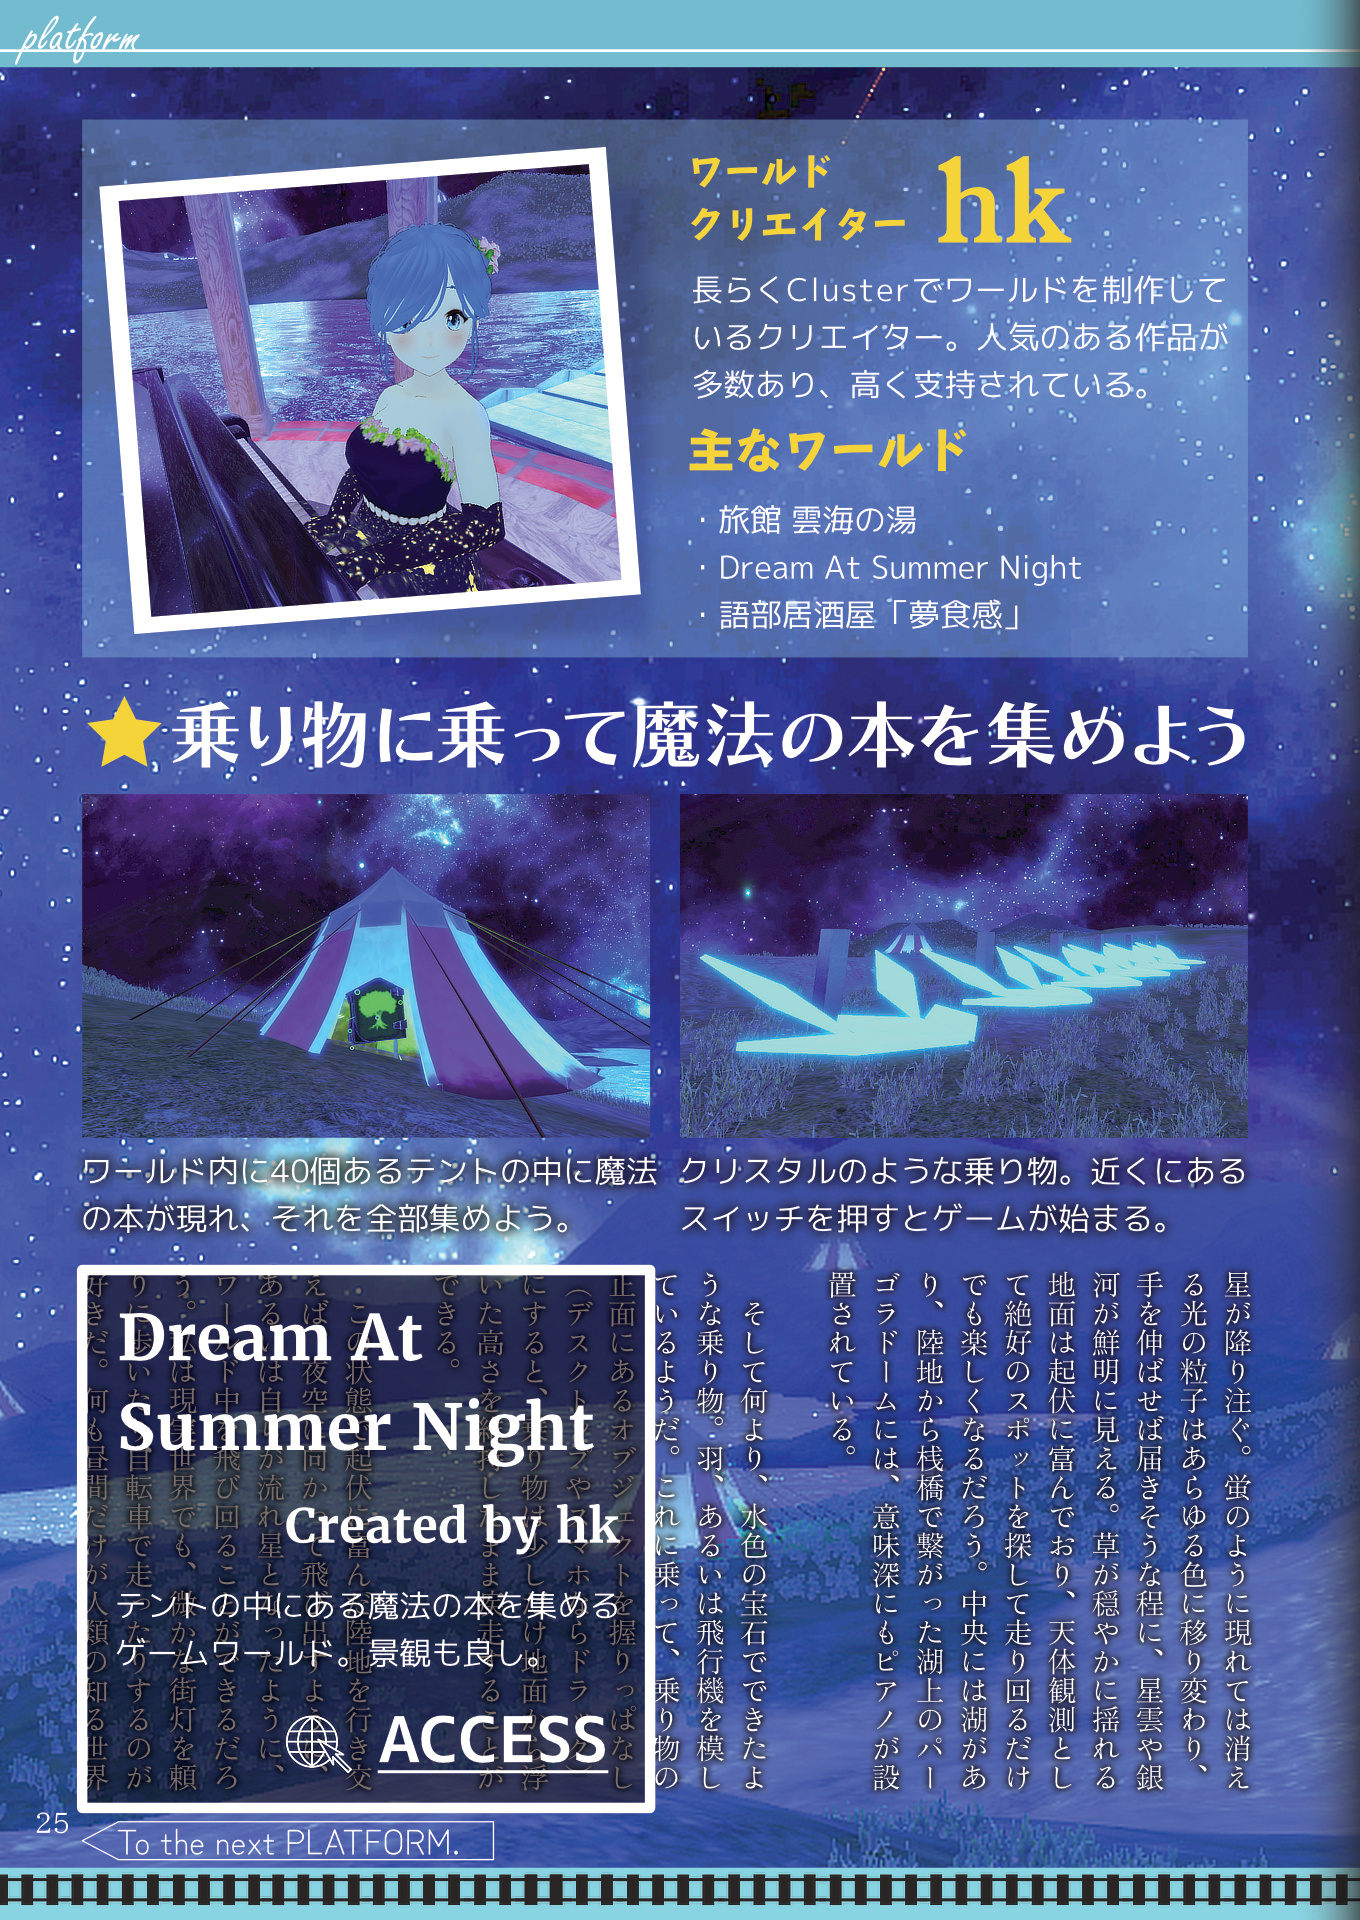 platform
ワールド
クリエイター
hk
長らくClusterでワールドを制作して
いるクリエイター。人気のある作品が
多数あり、高く支持されている。
主なワールド
・旅館 雲海の湯
・Dream At Summer Night
・語部居酒屋「夢食感」
乗り物に乗って魔法の本を集めよう
ワールド内に40個あるテントの中に魔法
の本が現れ、それを全部集めよう。
クリスタルのような乗り物。近くにある
スイッチを押すとゲームが始まる。
星が降り注ぐ。蛍のように現れては消え
る光の粒子はあらゆる色に移り変わり、
手を伸ばせば届きそうな程に、星雲や銀
河が鮮明に見える。草が穏やかに揺れる
地面は起伏に富んでおり、天体観測とし
て絶好のスポットを探して走り回るだけ
でも楽しくなるだろう。中央には湖があ
り、陸地から桟橋で繋がった湖上のパー
ゴラドームには、意味深にもピアノが設
置されている。
そして何より、水色の宝石でできたよ
うな乗り物。羽、あるいは飛行機を模し
ているようだ。これに乗って、乗り物の
正面にあるオブジェクトを握りっぱなし
できる。
Dream At
Summer Night
Created by hk
テントの中にある魔法の本を集める
ゲームワールド。景観も良し。
ACCESS
25
To the next PLATFORM.